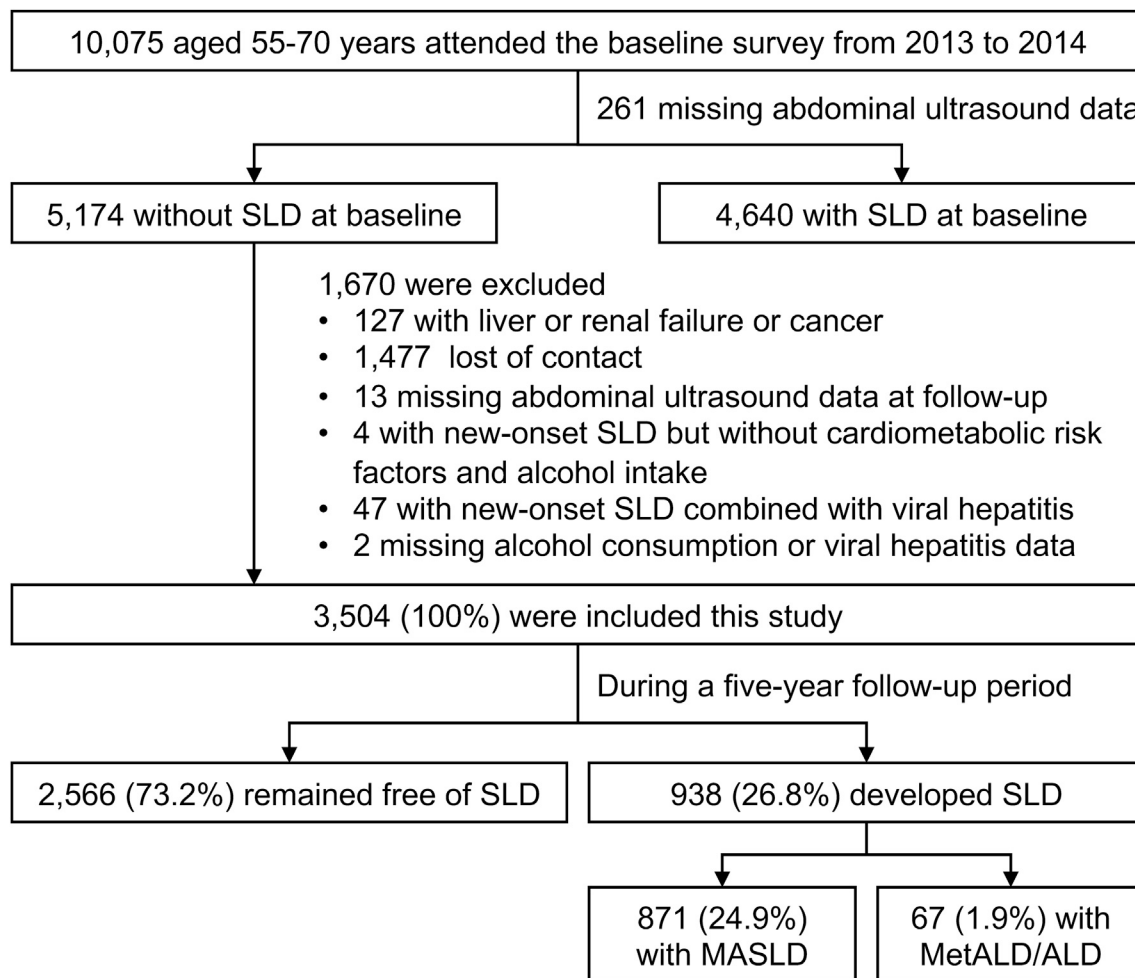 10,075 aged 55-70 years attended the baseline survey from 2013 to 2014
261 missing abdominal ultrasound data
5,174 without SLD at baseline
4,640 with SLD at baseline
1,670 were excluded
• 127 with liver or renal failure or cancer
• 1,477 lost of contact
• 13 missing abdominal ultrasound data at follow-up
• 4 with new-onset SLD but without cardiometabolic risk
factors and alcohol intake
• 47 with new-onset SLD combined with viral hepatitis
• 2 missing alcohol consumption or viral hepatitis data
3,504 (100%) were included this study
During a five-year follow-up period
2,566 (73.2%) remained free of SLD
938 (26.8%) developed SLD
871 (24.9%)
with MASLD
67 (1.9%) with
MetALD/ALD